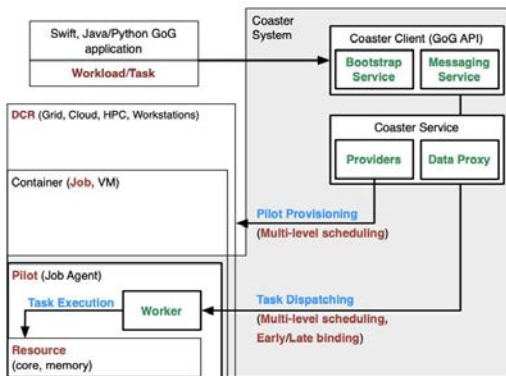 Swift, Java/Python GoG
application
Workload/Task
Coaster
System
Coaster Client (GoG API)
Bootstrap
Service
Messaging
Service
DCR (Grid, Cloud, HPC, Workstations)
Coaster Service
Providers
Data Proxy
Container (Job, VM)
Pilot Provisioning
(Multi-level scheduling)
Pilot (Job Agent)
Task Execution
Worker
Task Dispatching
(Multi-level scheduling,
Early/Late binding)
Resource
(core, memory)